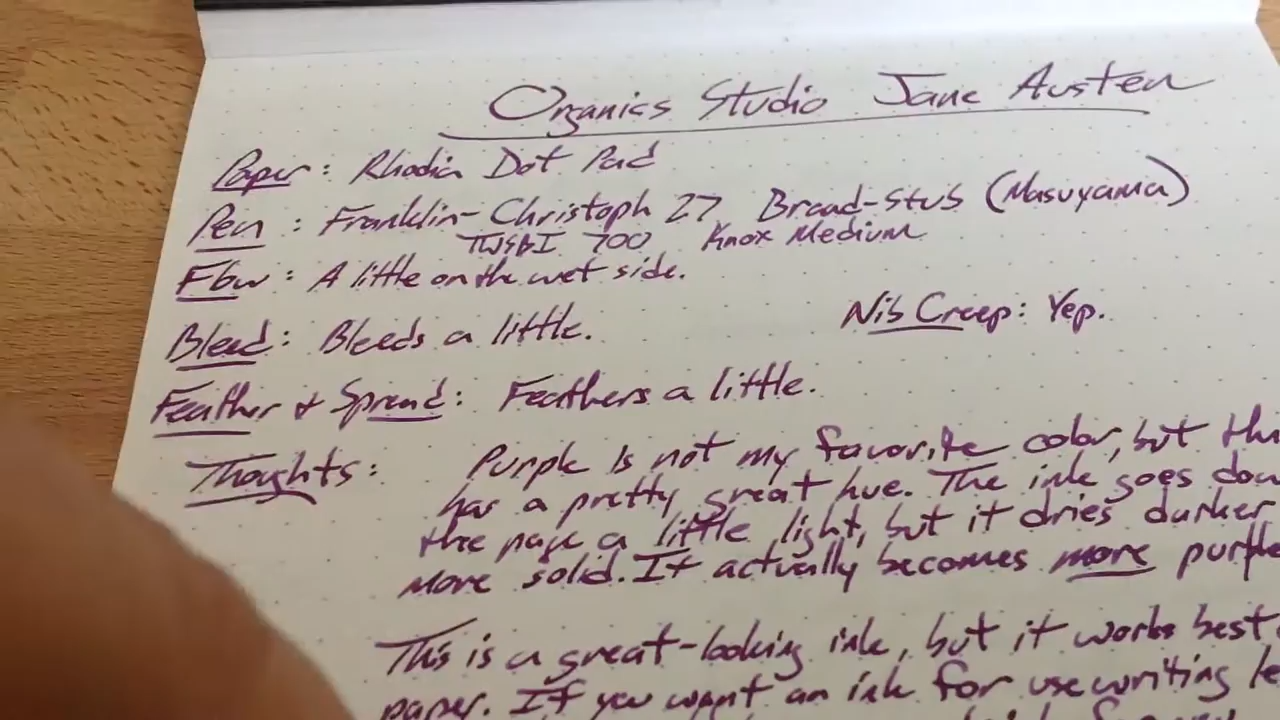 Organics Studio Jane Austen
Paper: Rhodia Dot Pad
Pen: Franklin-Christoph 27 Broad-Stub (Masuyama)
TWSBI 700 Knox Medium
Flow: A little on the wet side.
Bleed: Bleeds a little.
Nib Creep: Yep.
Feather & Spread: Feathers a little.
Thoughts: Purple is not my favorite color, but
has a pretty great hue. The ink goes
the page a little light, but it dries darker
more solid. It actually becomes more purple
This is a great-looking ink, but it works best
paper. If you want an ink for use writing